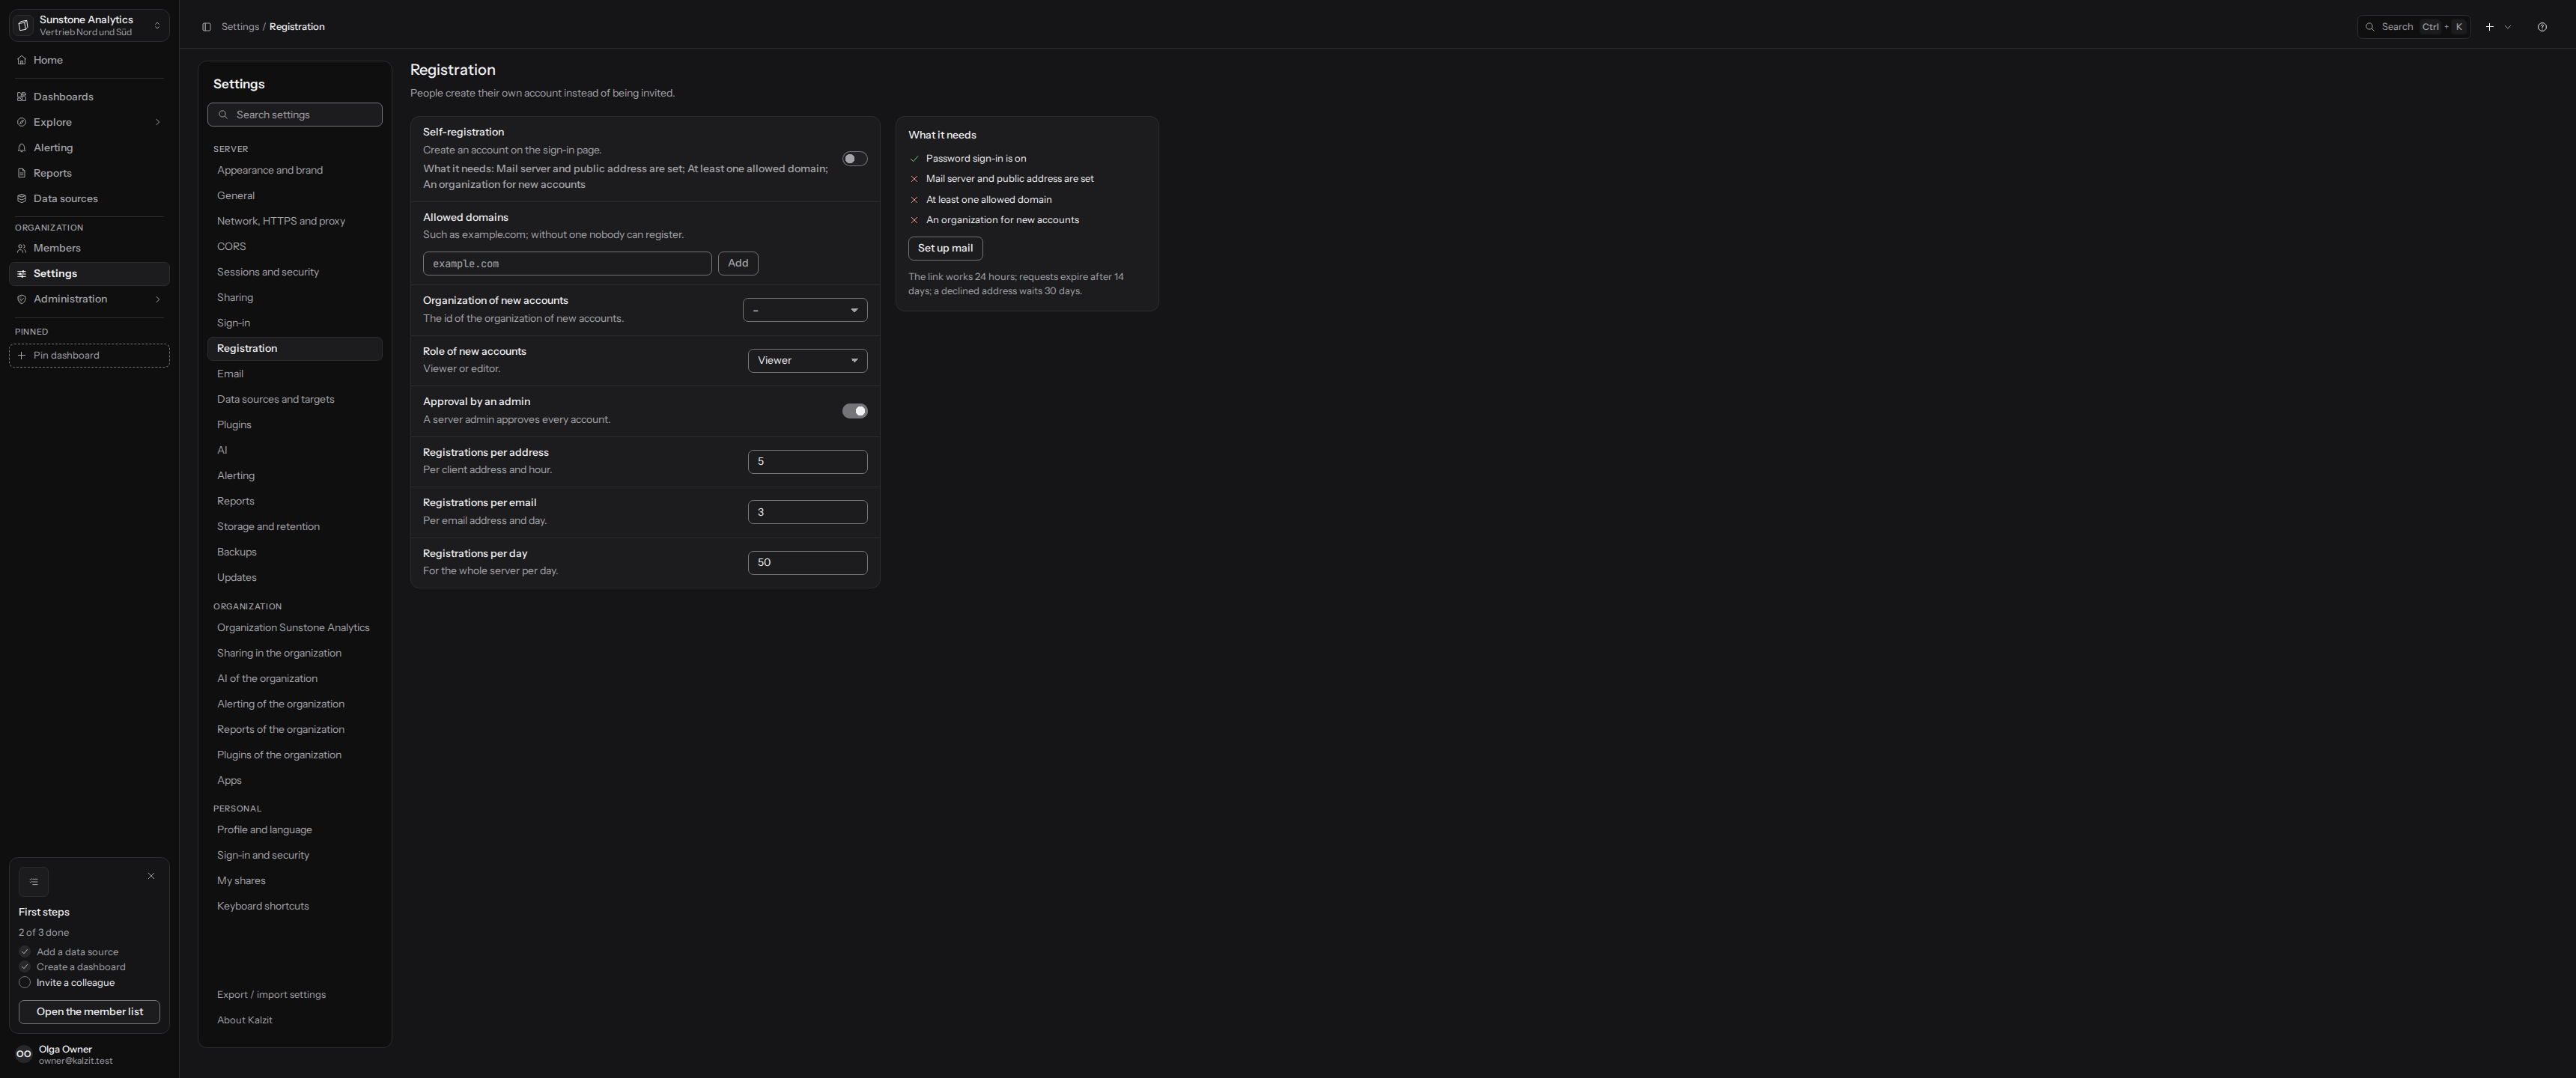 Sunstone Analytics
Vertrieb Nord und Süd
Home
Dashboards
Explore
Alerting
Reports
Data sources
ORGANIZATION
Members
Settings
Administration
PINNED
Pin dashboard
First steps
2 of 3 done
Add a data source
Create a dashboard
Invite a colleague
Open the member list
OO
Olga Owner
owner@kalzit.test
Settings / Registration
Search Ctrl + K
Settings
Search settings
SERVER
Appearance and brand
General
Network, HTTPS and proxy
CORS
Sessions and security
Sharing
Sign-in
Registration
Email
Data sources and targets
Plugins
AI
Alerting
Reports
Storage and retention
Backups
Updates
ORGANIZATION
Organization Sunstone Analytics
Sharing in the organization
AI of the organization
Alerting of the organization
Reports of the organization
Plugins of the organization
Apps
PERSONAL
Profile and language
Sign-in and security
My shares
Keyboard shortcuts
Export / import settings
About Kalzit
Registration
People create their own account instead of being invited.
Self-registration
Create an account on the sign-in page.
What it needs: Mail server and public address are set; At least one allowed domain;
An organization for new accounts
Allowed domains
Such as example.com; without one nobody can register.
example.com
Add
Organization of new accounts
The id of the organization of new accounts.
–
Role of new accounts
Viewer or editor.
Viewer
Approval by an admin
A server admin approves every account.
Registrations per address
Per client address and hour.
5
Registrations per email
Per email address and day.
3
Registrations per day
For the whole server per day.
50
What it needs
Password sign-in is on
Mail server and public address are set
At least one allowed domain
An organization for new accounts
Set up mail
The link works 24 hours; requests expire after 14
days; a declined address waits 30 days.